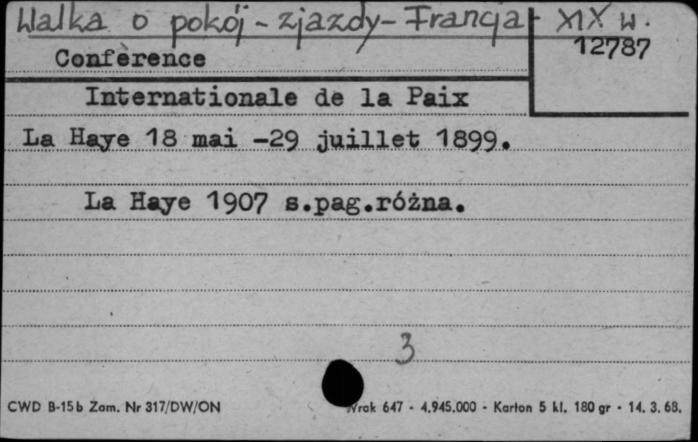 Walka o pokój - zjazdy - Francja - XIX w.
12787
Conférence
Internationale de la Paix
La Haye 18 mai -29 juillet 1899.
La Haye 1907 s.pag.różna.
3
CWD B-15b Zam. Nr 317/DW/ON
rak 647 - 4.945.000 - Karton 5 kl. 180 gr - 14. 3. 68.